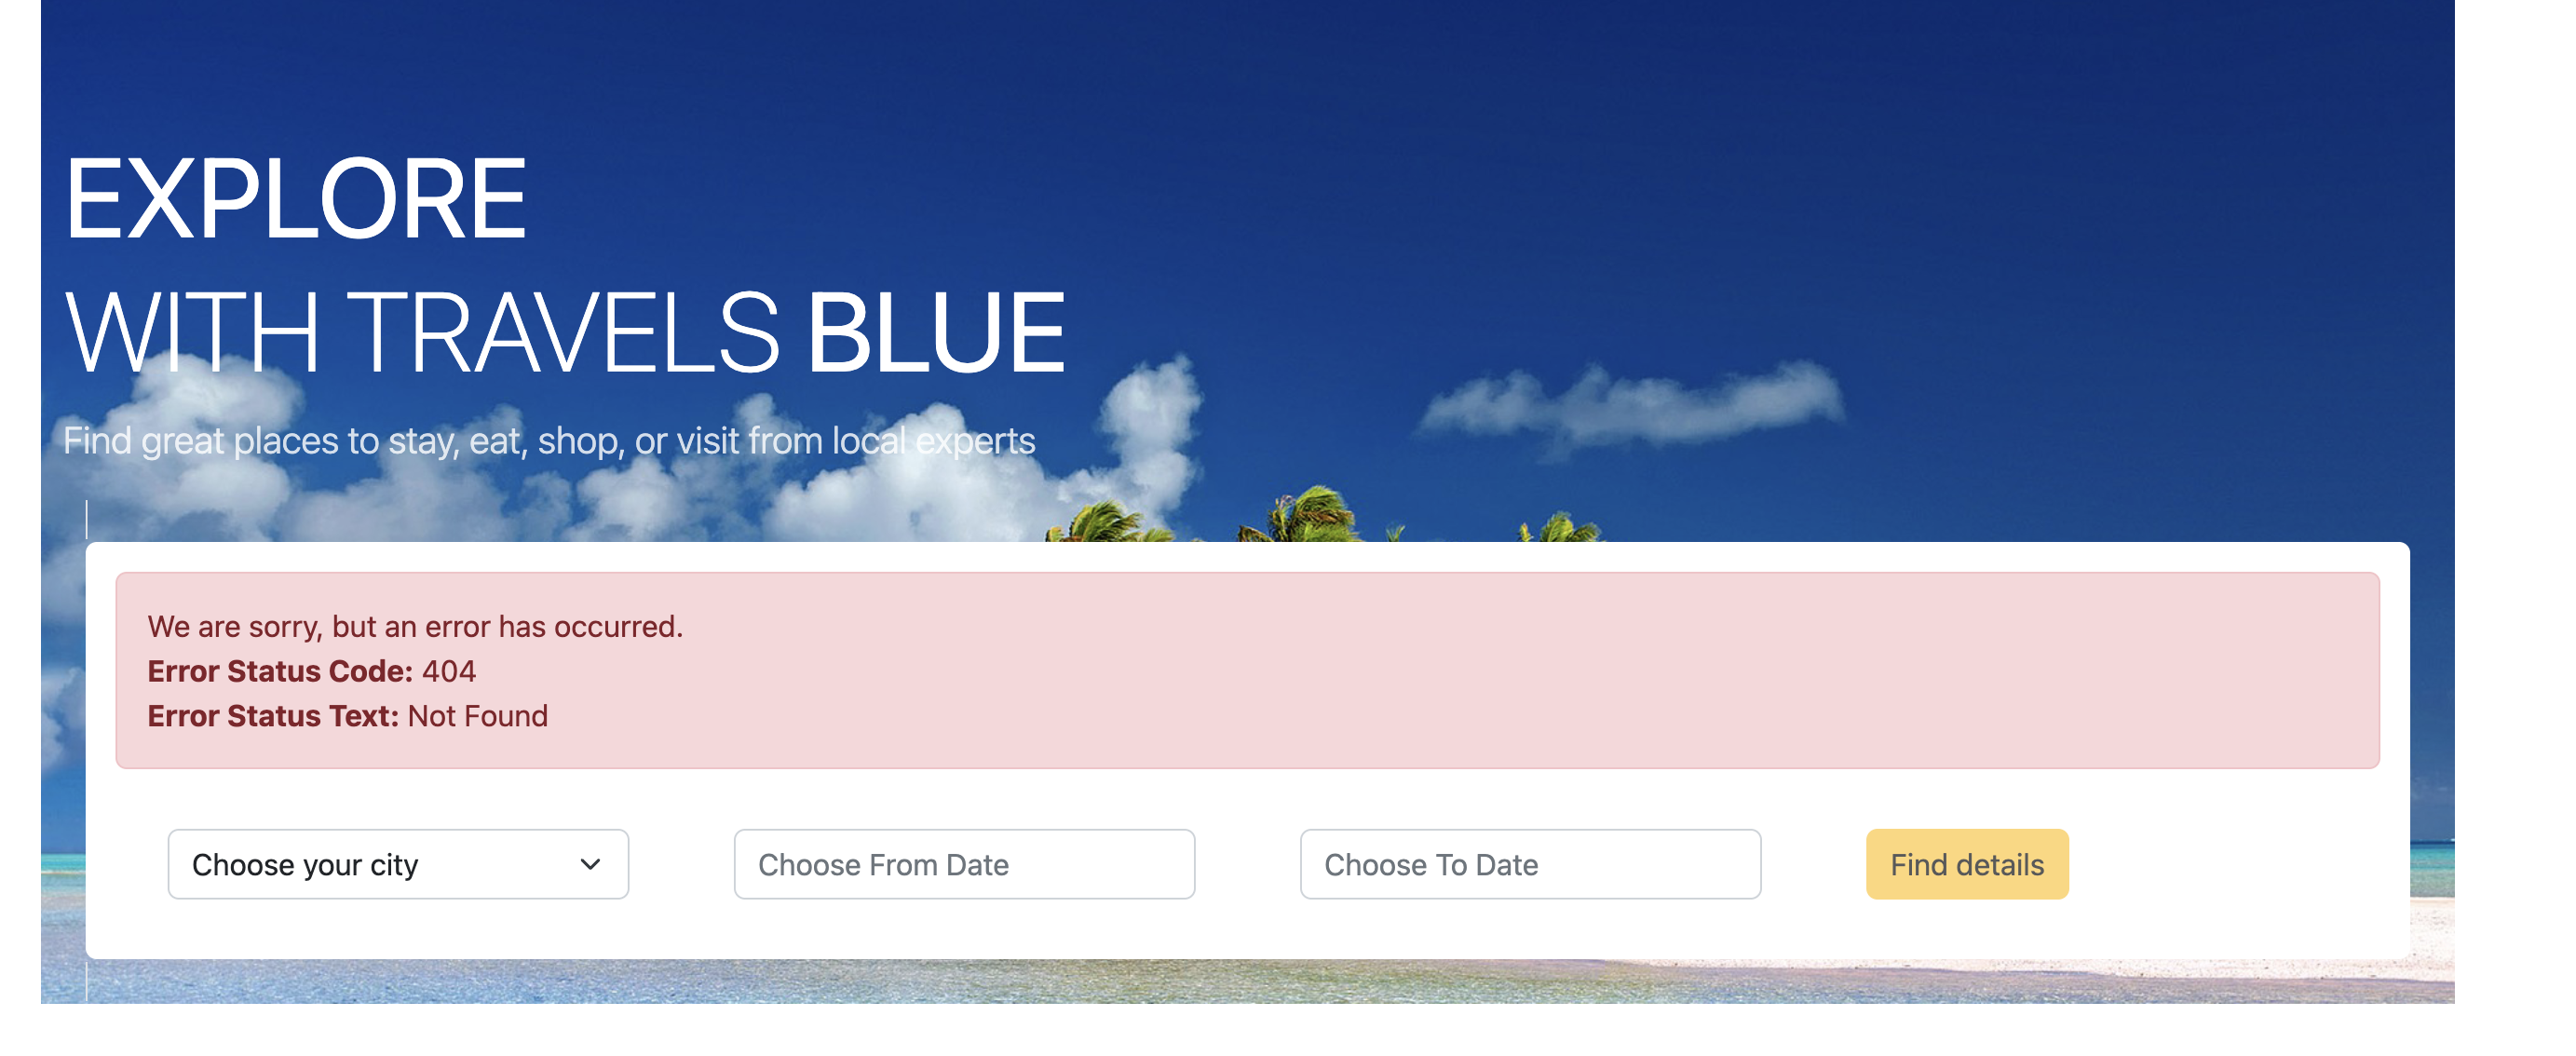 EXPLORE
WITH TRAVELS BLUE
Find great places to stay, eat, shop, or visit from local experts
We are sorry, but an error has occurred.
Error Status Code: 404
Error Status Text: Not Found
Choose your city
Choose From Date
Choose To Date
Find details